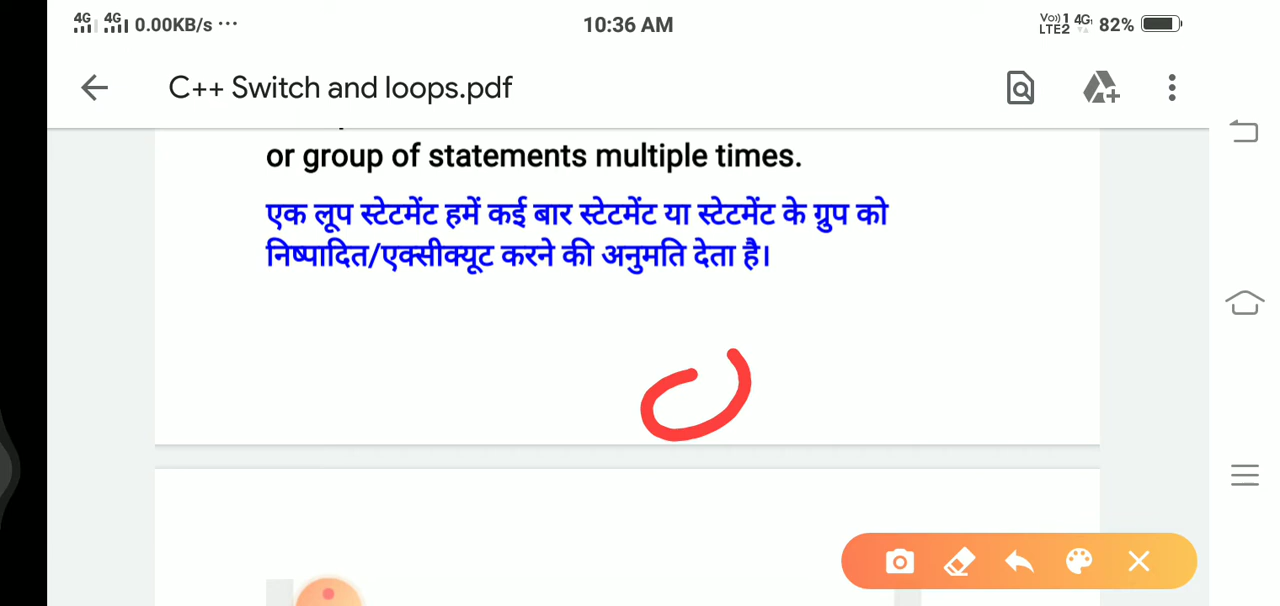 4G 4G 0.00KB/s ...
10:36 AM
Vo)) 1 4G
LTE2
82%
C++ Switch and loops.pdf
or group of statements multiple times.
एक लूप स्टेटमेंट हमें कई बार स्टेटमेंट या स्टेटमेंट के ग्रुप को
निष्पादित/एक्सीक्यूट करने की अनुमति देता है।